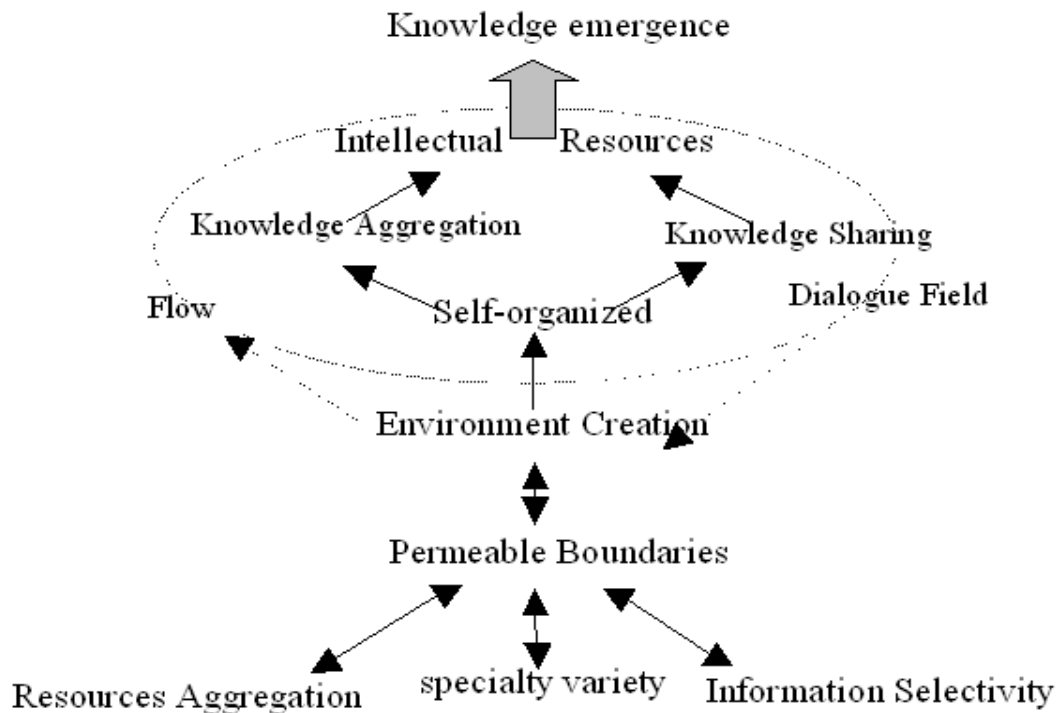 Knowledge emergence
Intellectual Resources
Knowledge Aggregation
Knowledge Sharing
Flow
Self-organized
Dialogue Field
Environment Creation
Permeable Boundaries
Resources Aggregation
specialty variety
Information Selectivity